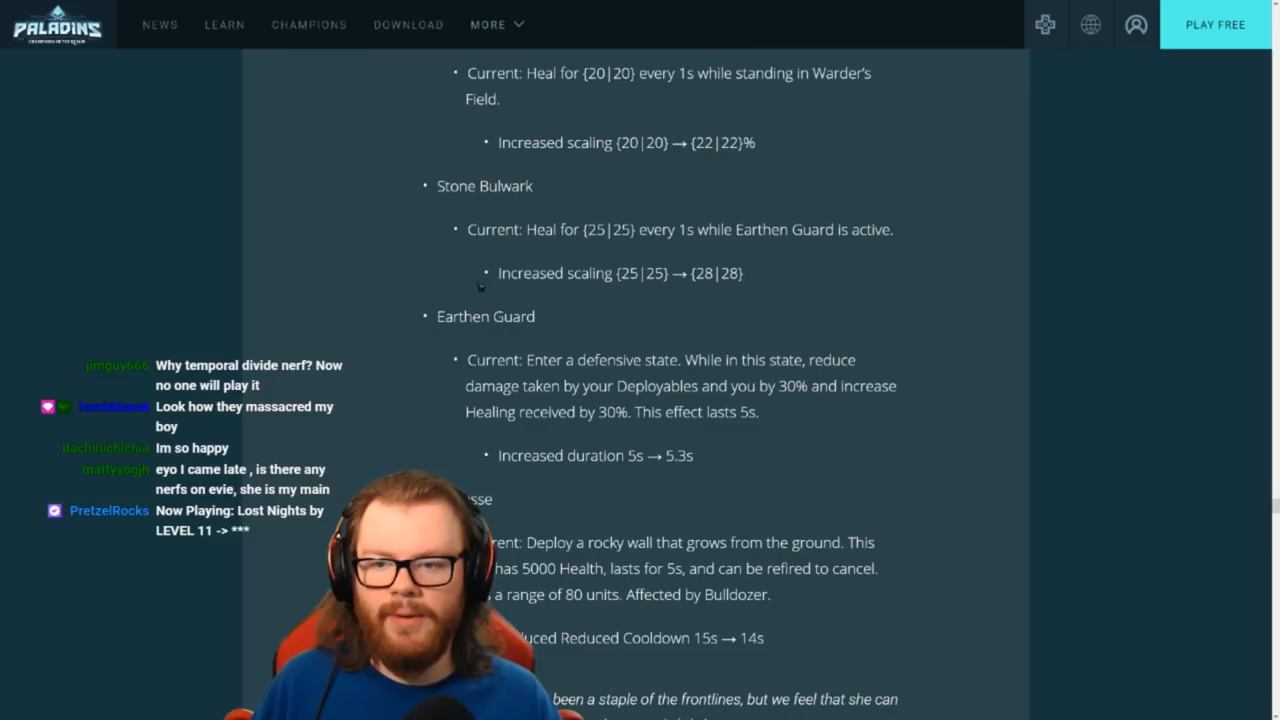 PALADINS
CHAMPIONS OF THE REALM
NEWS
LEARN
CHAMPIONS
DOWNLOAD
MORE
PLAY FREE
• Current: Heal for {20|20} every 1s while standing in Warder's
Field.
• Increased scaling {20|20} → {22|22}%
• Stone Bulwark
• Current: Heal for {25|25} every 1s while Earthen Guard is active.
• Increased scaling {25|25} → {28|28}
• Earthen Guard
• Current: Enter a defensive state. While in this state, reduce
damage taken by your Deployables and you by 30% and increase
Healing received by 30%. This effect lasts 5s.
• Increased duration 5s → 5.3s
sse
rent: Deploy a rocky wall that grows from the ground. This
has 5000 Health, lasts for 5s, and can be refired to cancel.
a range of 80 units. Affected by Bulldozer.
uced Reduced Cooldown 15s → 14s
been a staple of the frontlines, but we feel that she can
jimguy666 Why temporal divide nerf? Now
no one will play it
Look how they massacred my
boy
itachiiuchichia Im so happy
mattyyogjh eyo I came late , is there any
nerfs on evie, she is my main
PretzelRocks Now Playing: Lost Nights by
LEVEL 11 -> ***